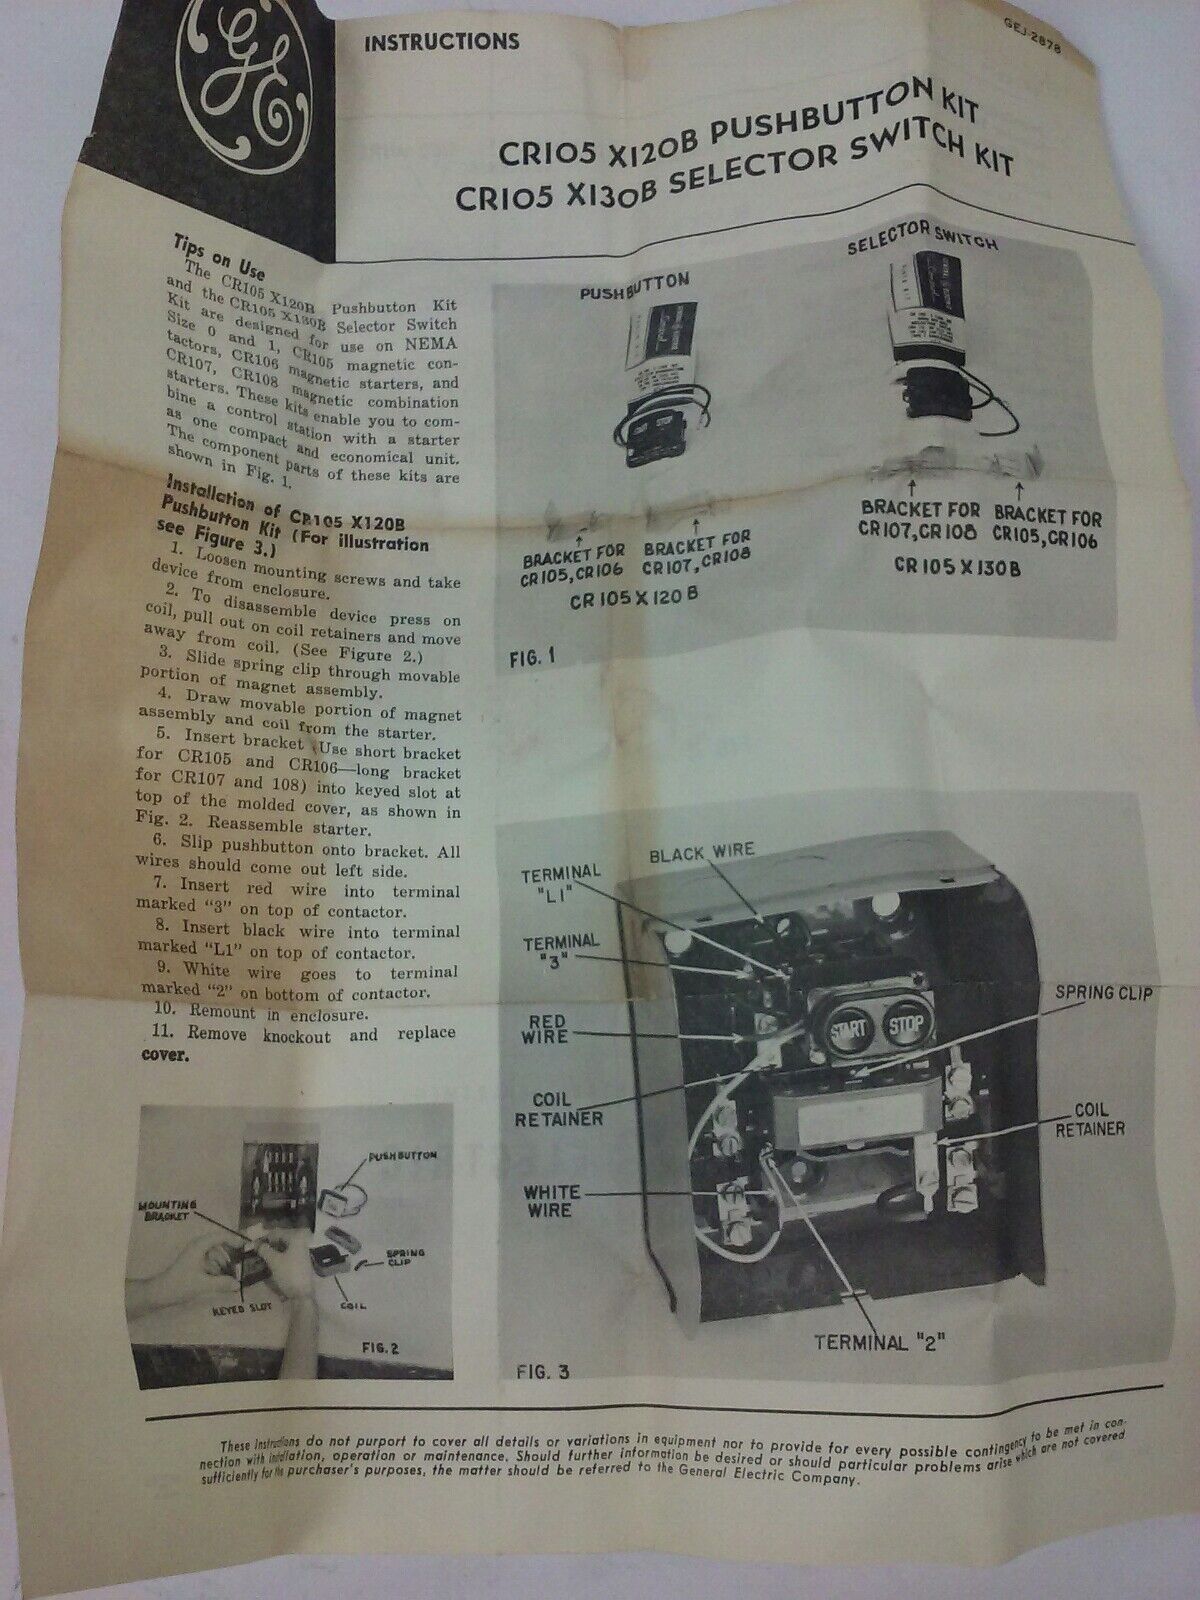 GE
INSTRUCTIONS
GEJ-2878
CR105 X120B PUSHBUTTON KIT
CR105 X130B SELECTOR SWITCH KIT
Tips on Use
The CR105 X120B Pushbutton Kit
and the CR105 X130B Selector Switch
Kit are designed for use on NEMA
Size 0 and 1, CR105 magnetic con-
tactors, CR106 magnetic starters, and
CR107, CR108 magnetic combination
starters. These kits enable you to com-
bine a control station with a starter
as one compact and economical unit.
The component parts of these kits are
shown in Fig. 1.
Installation of CR105 X120B
Pushbutton Kit (For illustration
see Figure 3.)
1. Loosen mounting screws and take
device from enclosure.
2. To disassemble device press on
coil, pull out on coil retainers and move
away from coil. (See Figure 2.)
3. Slide spring clip through movable
portion of magnet assembly.
4. Draw movable portion of magnet
assembly and coil from the starter.
5. Insert bracket (Use short bracket
for CR105 and CR106—long bracket
for CR107 and 108) into keyed slot at
top of the molded cover, as shown in
Fig. 2. Reassemble starter.
6. Slip pushbutton onto bracket. All
wires should come out left side.
7. Insert red wire into terminal
marked "3" on top of contactor.
8. Insert black wire into terminal
marked "L1" on top of contactor.
9. White wire goes to terminal
marked "2" on bottom of contactor.
10. Remount in enclosure.
11. Remove knockout and replace
cover.
PUSHBUTTON
MOUNTING
BRACKET
SPRING
CLIP
KEYED SLOT
COIL
FIG. 2
PUSHBUTTON
SELECTOR SWITCH
START STOP
BRACKET FOR
CR105, CR106
BRACKET FOR
CR107, CR108
CR105X120B
BRACKET FOR
CR107, CR108
BRACKET FOR
CR105, CR106
CR105X130B
FIG. 1
BLACK WIRE
TERMINAL
"L1"
TERMINAL
"3"
SPRING CLIP
RED
WIRE
START STOP
COIL
RETAINER
COIL
RETAINER
WHITE
WIRE
TERMINAL "2"
FIG. 3
These instructions do not purport to cover all details or variations in equipment nor to provide for every possible contingency to be met in con-
nection with installation, operation or maintenance. Should further information be desired or should particular problems arise which are not covered
sufficiently for the purchaser's purposes, the matter should be referred to the General Electric Company.